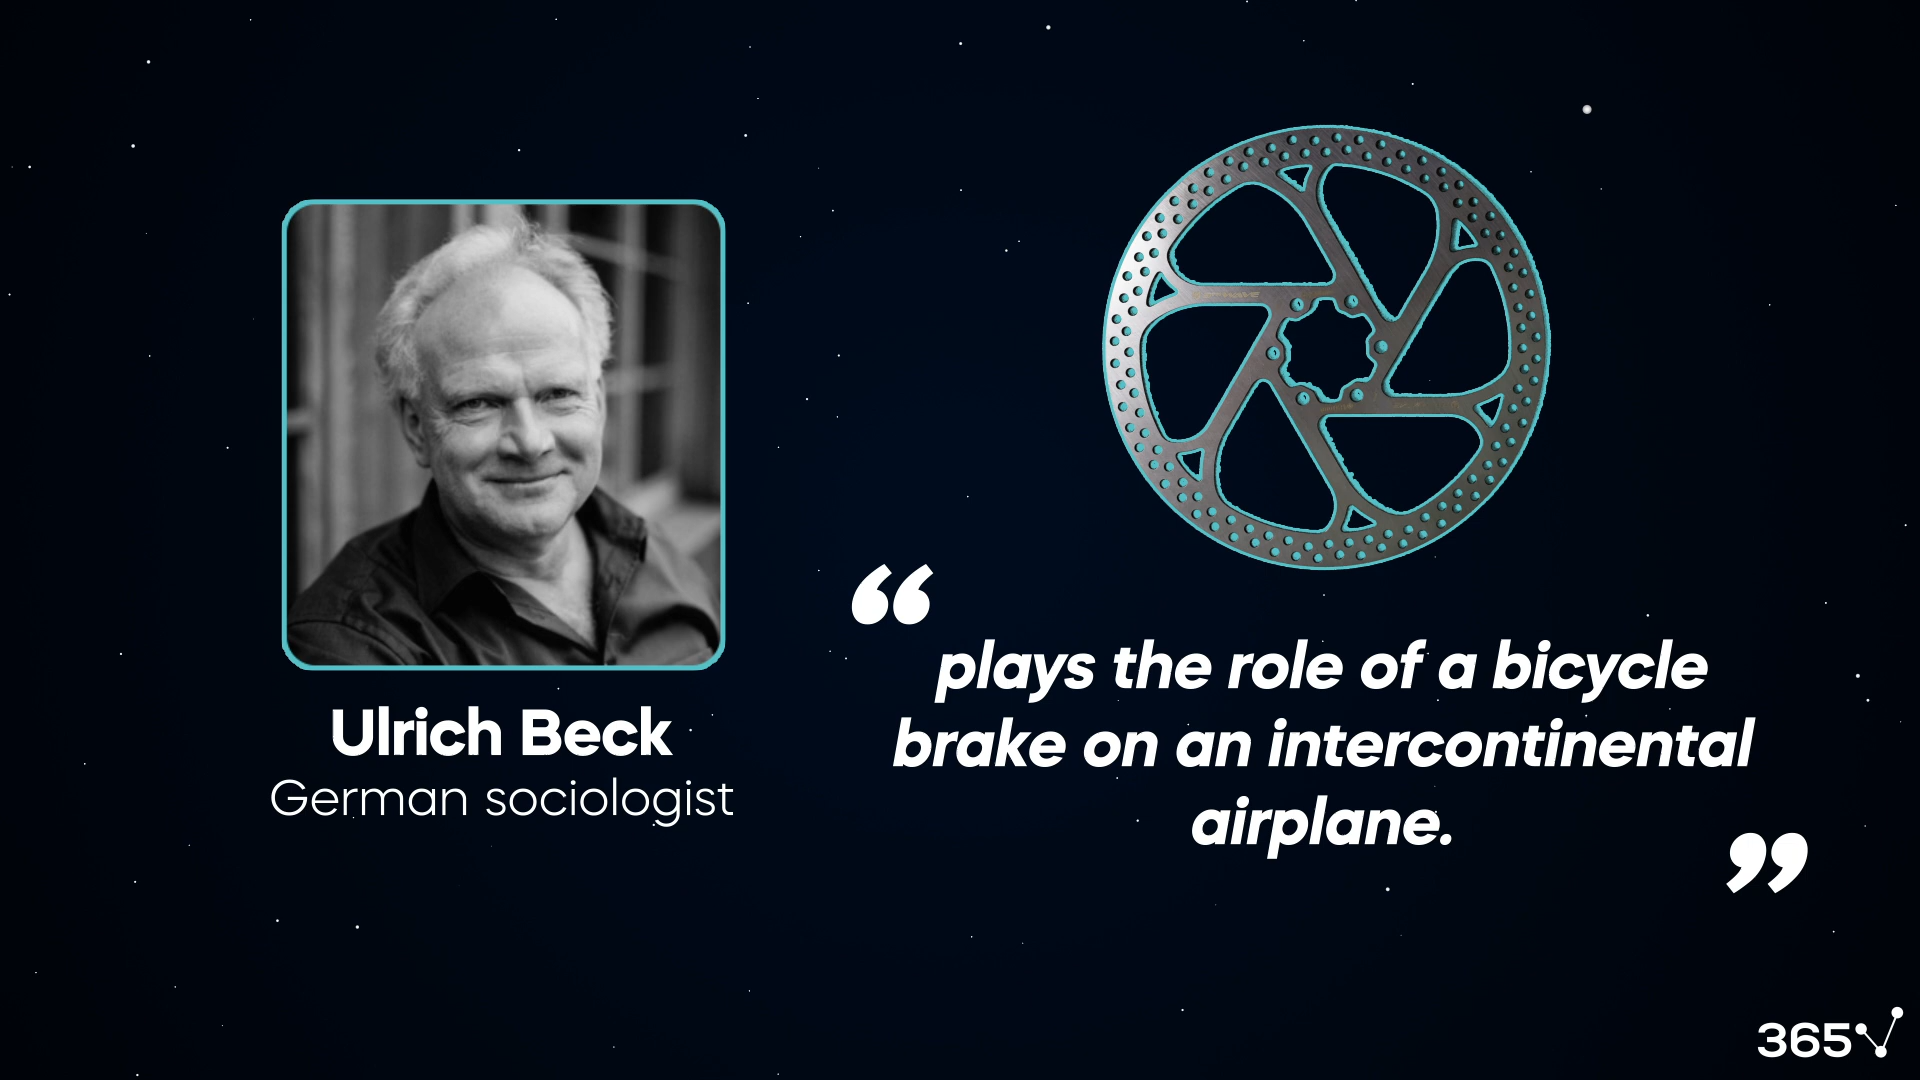 Ulrich Beck
German sociologist
“
plays the role of a bicycle
brake on an intercontinental
airplane.
”
365